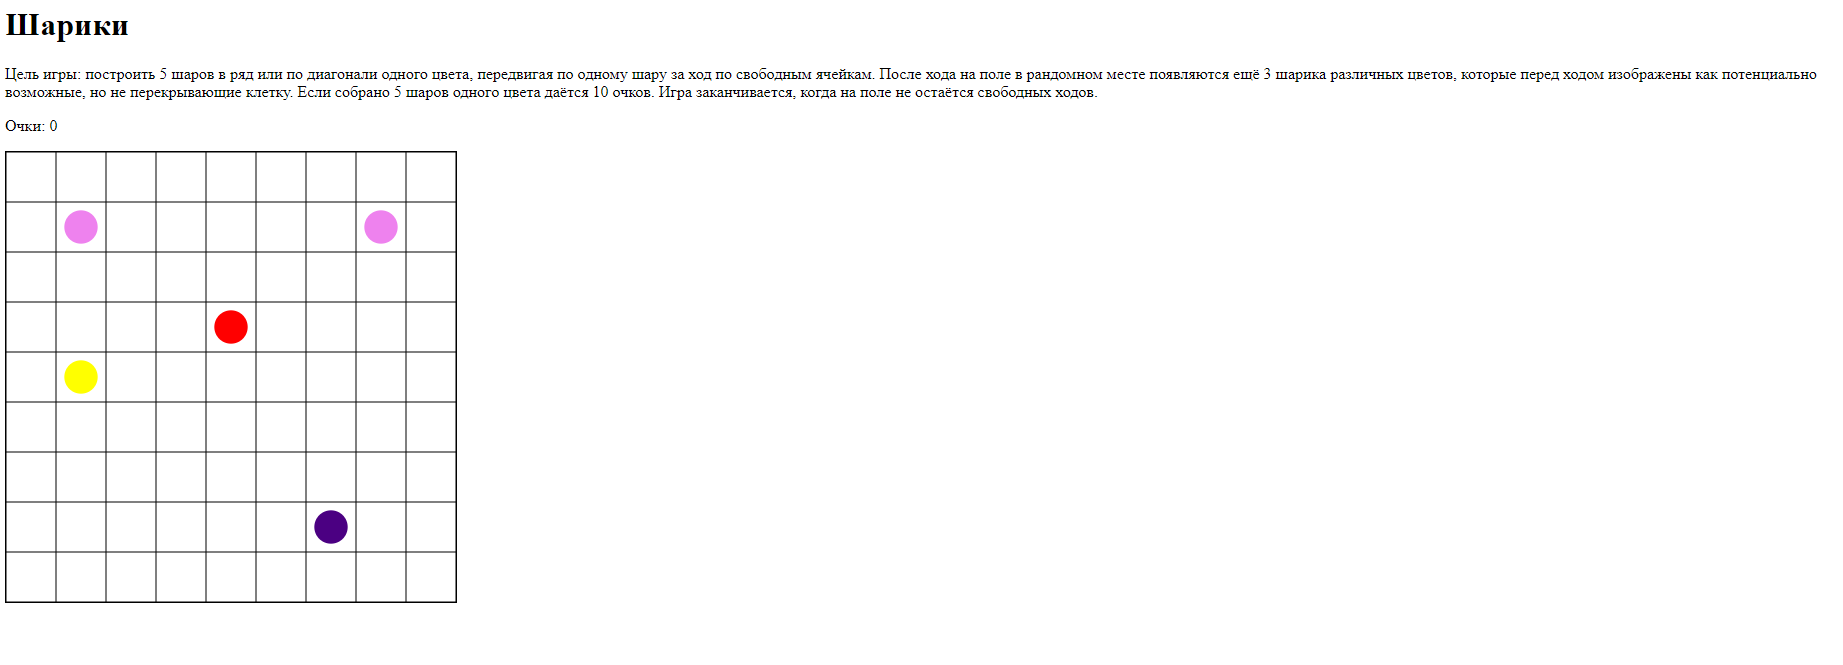 Шарики
Цель игры: построить 5 шаров в ряд или по диагонали одного цвета, передвигая по одному шару за ход по свободным ячейкам. После хода на поле в рандомном месте появляются ещё 3 шарика различных цветов, которые перед ходом изображены как потенциально
возможные, но не перекрывающие клетку. Если собрано 5 шаров одного цвета даётся 10 очков. Игра заканчивается, когда на поле не остаётся свободных ходов.
Очки: 0